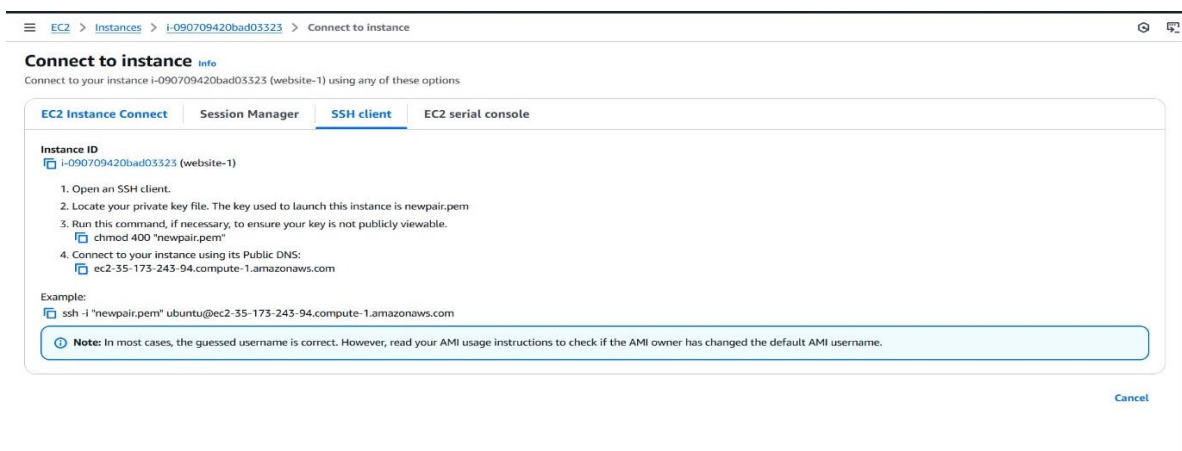 EC2 > Instances > i-090709420bad03323 > Connect to instance
Connect to instance Info
Connect to your instance i-090709420bad03323 (website-1) using any of these options
EC2 Instance Connect Session Manager SSH client EC2 serial console
Instance ID
i-090709420bad03323 (website-1)
1. Open an SSH client.
2. Locate your private key file. The key used to launch this instance is newpair.pem
3. Run this command, if necessary, to ensure your key is not publicly viewable.
chmod 400 "newpair.pem"
4. Connect to your instance using its Public DNS:
ec2-35-173-243-94.compute-1.amazonaws.com
Example:
ssh -i "newpair.pem" ubuntu@ec2-35-173-243-94.compute-1.amazonaws.com
Note: In most cases, the guessed username is correct. However, read your AMI usage instructions to check if the AMI owner has changed the default AMI username.
Cancel